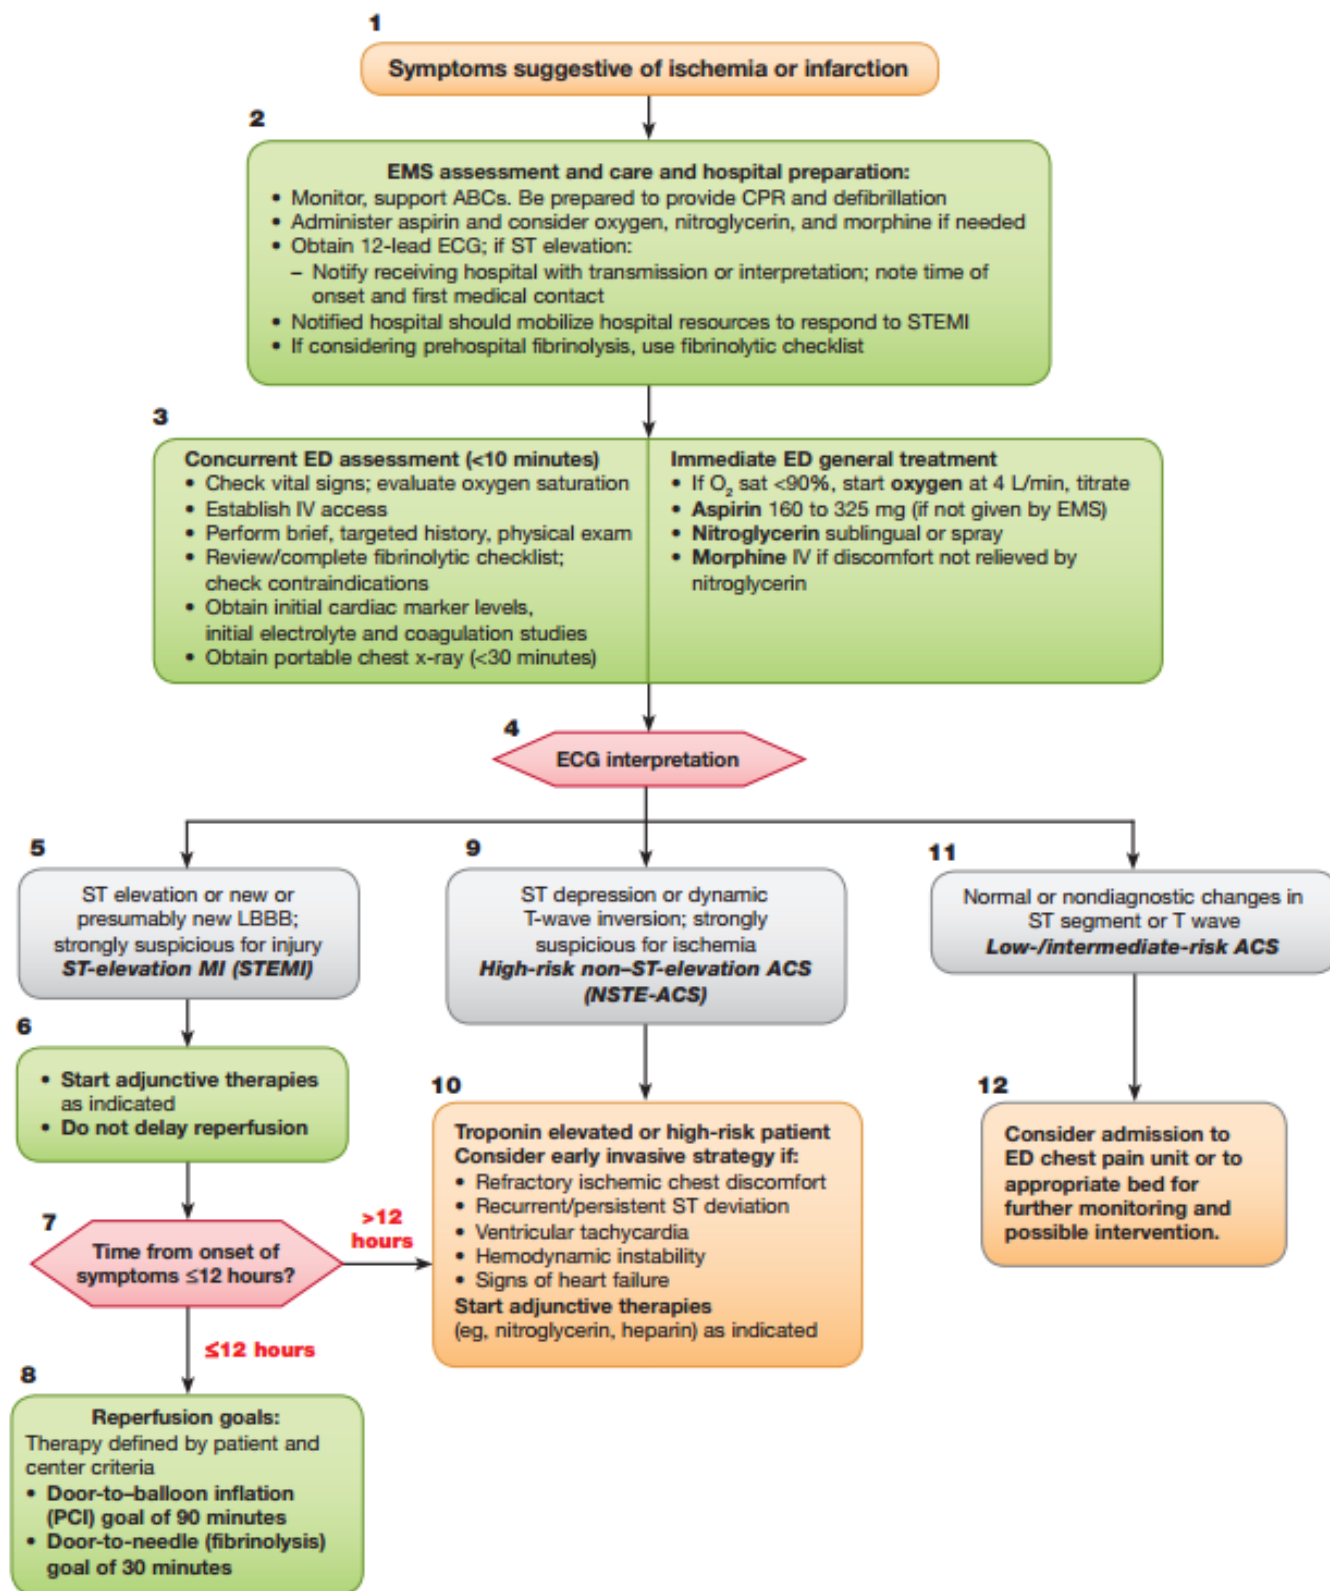 1
Symptoms suggestive of ischemia or infarction
2
EMS assessment and care and hospital preparation:
• Monitor, support ABCs. Be prepared to provide CPR and defibrillation
• Administer aspirin and consider oxygen, nitroglycerin, and morphine if needed
• Obtain 12-lead ECG; if ST elevation:
– Notify receiving hospital with transmission or interpretation; note time of
onset and first medical contact
• Notified hospital should mobilize hospital resources to respond to STEMI
• If considering prehospital fibrinolysis, use fibrinolytic checklist
3
Concurrent ED assessment (<10 minutes)
• Check vital signs; evaluate oxygen saturation
• Establish IV access
• Perform brief, targeted history, physical exam
• Review/complete fibrinolytic checklist;
check contraindications
• Obtain initial cardiac marker levels,
initial electrolyte and coagulation studies
• Obtain portable chest x-ray (<30 minutes)
Immediate ED general treatment
• If O₂ sat <90%, start oxygen at 4 L/min, titrate
• Aspirin 160 to 325 mg (if not given by EMS)
• Nitroglycerin sublingual or spray
• Morphine IV if discomfort not relieved by
nitroglycerin
4
ECG interpretation
5
ST elevation or new or
presumably new LBBB;
strongly suspicious for injury
ST-elevation MI (STEMI)
6
• Start adjunctive therapies
as indicated
• Do not delay reperfusion
7
Time from onset of
symptoms ≤12 hours?
>12
hours
≤12 hours
8
Reperfusion goals:
Therapy defined by patient and
center criteria
• Door-to–balloon inflation
(PCI) goal of 90 minutes
• Door-to-needle (fibrinolysis)
goal of 30 minutes
9
ST depression or dynamic
T-wave inversion; strongly
suspicious for ischemia
High-risk non–ST-elevation ACS
(NSTE-ACS)
10
Troponin elevated or high-risk patient
Consider early invasive strategy if:
• Refractory ischemic chest discomfort
• Recurrent/persistent ST deviation
• Ventricular tachycardia
• Hemodynamic instability
• Signs of heart failure
Start adjunctive therapies
(eg, nitroglycerin, heparin) as indicated
11
Normal or nondiagnostic changes in
ST segment or T wave
Low-/intermediate-risk ACS
12
Consider admission to
ED chest pain unit or to
appropriate bed for
further monitoring and
possible intervention.